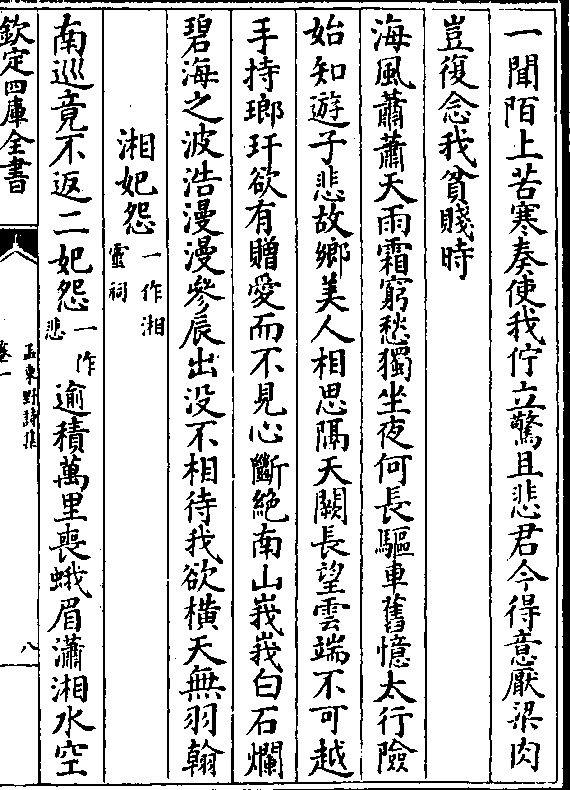 一聞陌上苦寒奏使我佇立驚且悲君今得意厭梁肉
豈復念我貧賤時
海風蕭蕭天雨霜窮愁獨坐夜何長驅車舊憶太行險
始知遊子悲故鄉美人相思隔天闕長望雲端不可越
手持琅玕欲有贈愛而不見心斷絶南山峩峩白石爛
碧海之波浩漫漫參辰出没不相待我欲横天無羽翰
湘妃怨一作湘靈祠
南巡竟不返二妃怨一作悲逾積萬里喪蛾眉瀟湘水空
欽定四庫全書
孟東野詩集
卷一
八